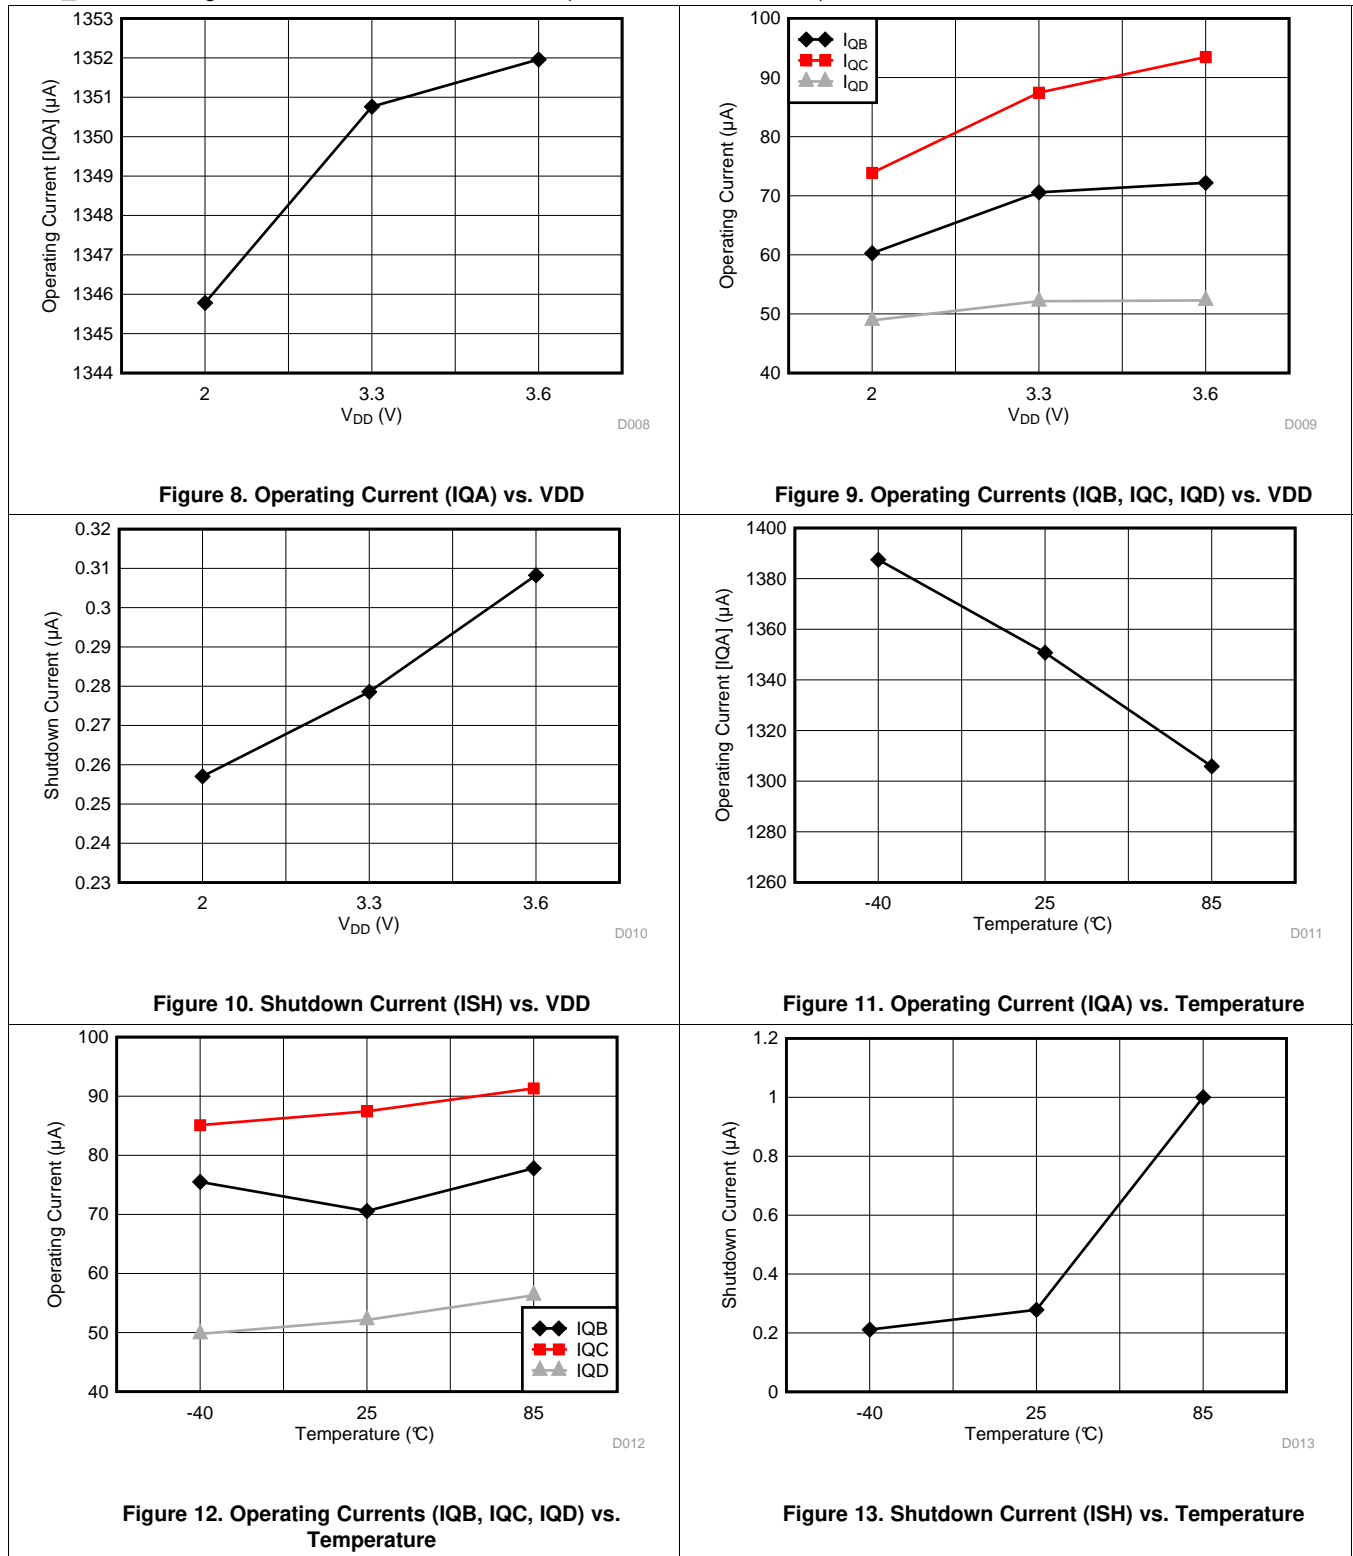 1353
1352
1351
1350
1349
1348
1347
1346
1345
1344
Operating Current [IQA] (µA)
2 3.3 3.6
VDD (V)
D008
Figure 8. Operating Current (IQA) vs. VDD
100
90
80
70
60
50
40
Operating Current (µA)
IQB
IQC
IQD
2 3.3 3.6
VDD (V)
D009
Figure 9. Operating Currents (IQB, IQC, IQD) vs. VDD
0.32
0.31
0.3
0.29
0.28
0.27
0.26
0.25
0.24
0.23
Shutdown Current (µA)
2 3.3 3.6
VDD (V)
D010
Figure 10. Shutdown Current (ISH) vs. VDD
1400
1380
1360
1340
1320
1300
1280
1260
Operating Current [IQA] (µA)
-40 25 85
Temperature (°C)
D011
Figure 11. Operating Current (IQA) vs. Temperature
100
90
80
70
60
50
40
Operating Current (µA)
IQB
IQC
IQD
-40 25 85
Temperature (°C)
D012
Figure 12. Operating Currents (IQB, IQC, IQD) vs.
Temperature
1.2
1
0.8
0.6
0.4
0.2
0
Shutdown Current (µA)
-40 25 85
Temperature (°C)
D013
Figure 13. Shutdown Current (ISH) vs. Temperature